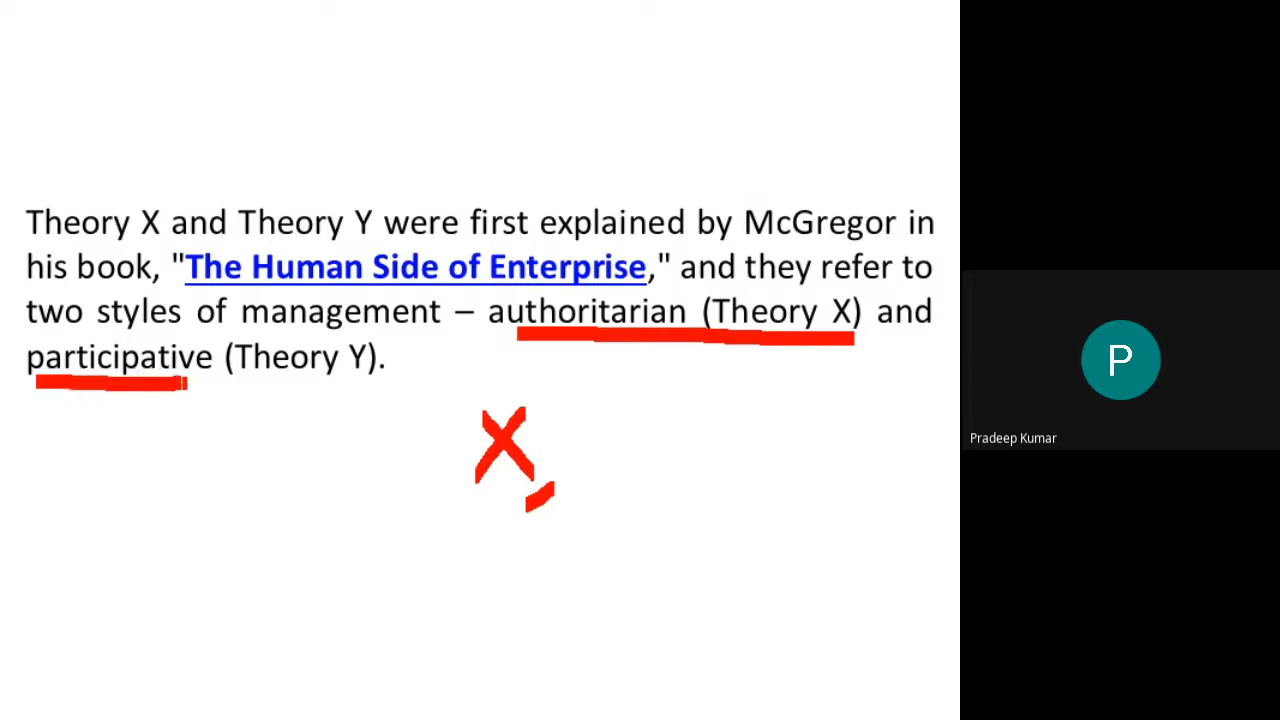 Theory X and Theory Y were first explained by McGregor in
his book, "The Human Side of Enterprise," and they refer to
two styles of management – authoritarian (Theory X) and
participative (Theory Y).
X,
P
Pradeep Kumar